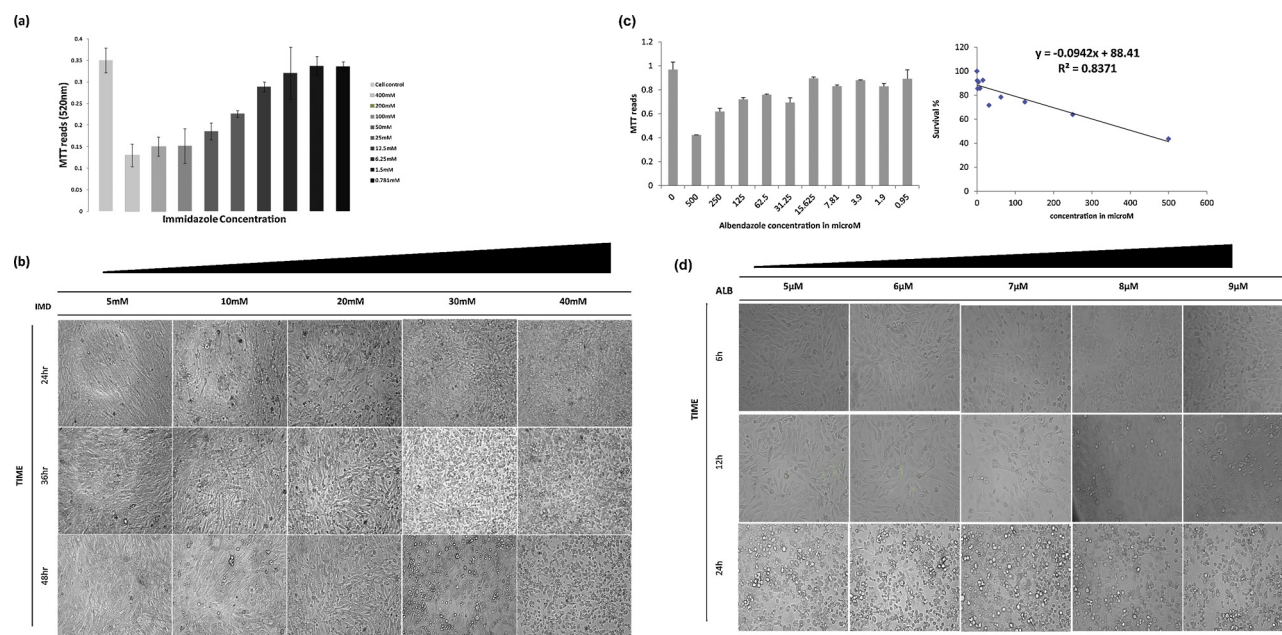 (a)
0.4
0.35
0.3
0.25
0.2
0.15
0.1
0.05
0
MTT reads (520nm)
Immidazole Concentration
Cell control
400mM
200mM
100mM
50mM
25mM
12.5mM
6.25mM
1.5mM
0.781mM
(c)
1.2
1
0.8
0.6
0.4
0.2
0
MTT reads
0 500 250 125 62.5 31.25 15.625 7.81 3.9 1.9 0.95
Albendazole concentration in microM
y = -0.0942x + 88.41
R² = 0.8371
120
100
80
60
40
20
0
Survival %
0 100 200 300 400 500 600
concentration in microM
(b)
IMD 5mM 10mM 20mM 30mM 40mM
TIME
24hr
36hr
48hr
(d)
ALB 5µM 6µM 7µM 8µM 9µM
TIME
6h
12h
24h